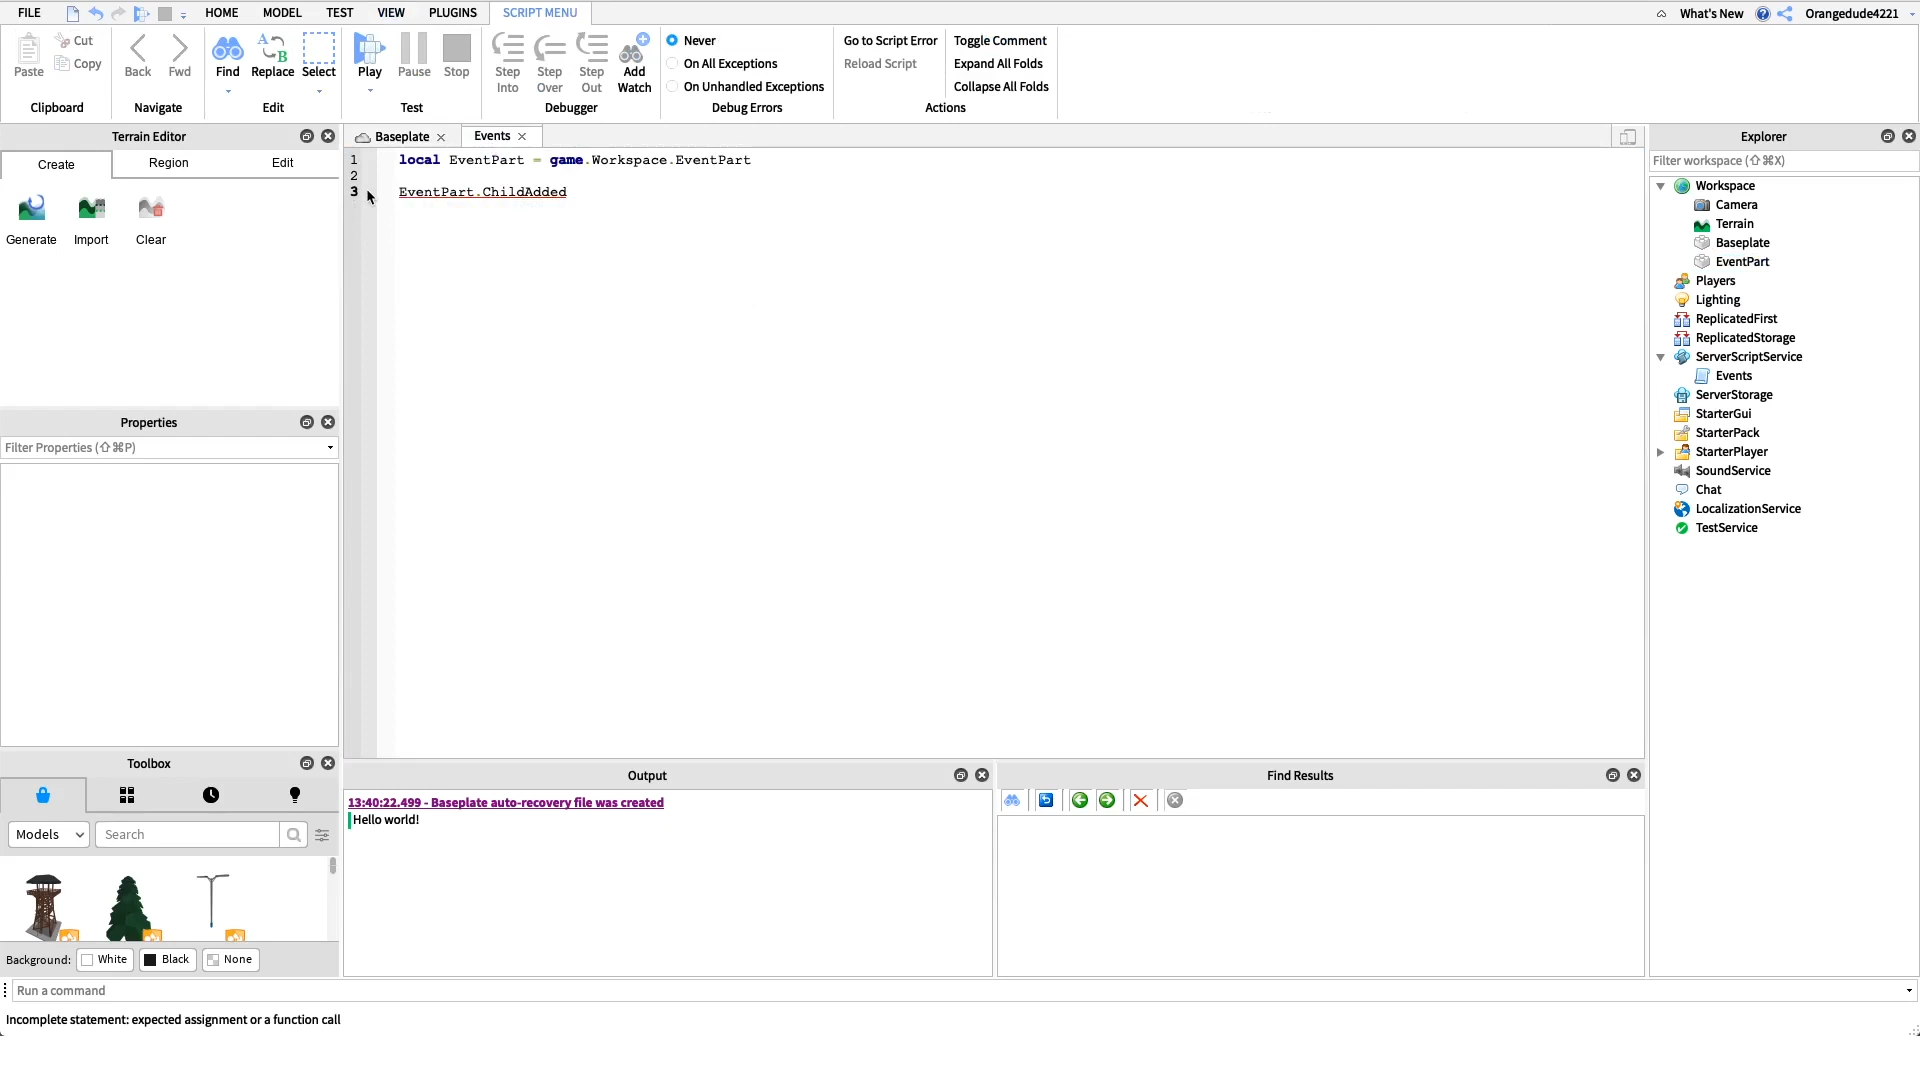 FILE HOME MODEL TEST VIEW PLUGINS SCRIPT MENU What's New Orangedude4221
Paste Cut Copy Clipboard
Back Fwd Navigate
Find Replace Select Edit
Play Pause Stop Test
Step Into Step Over Step Out Add Watch Debugger
Never
On All Exceptions
On Unhandled Exceptions
Debug Errors
Go to Script Error
Reload Script
Toggle Comment
Expand All Folds
Collapse All Folds
Actions
Terrain Editor
Create Region Edit
Generate Import Clear
Properties
Filter Properties (⇧⌘P)
Toolbox
Models Search
Background: White Black None
Baseplate Events
1 local EventPart = game.Workspace.EventPart
2
3 EventPart.ChildAdded
Output
13:40:22.499 - Baseplate auto-recovery file was created
Hello world!
Find Results
Explorer
Filter workspace (⇧⌘X)
Workspace
Camera
Terrain
Baseplate
EventPart
Players
Lighting
ReplicatedFirst
ReplicatedStorage
ServerScriptService
Events
ServerStorage
StarterGui
StarterPack
StarterPlayer
SoundService
Chat
LocalizationService
TestService
Run a command
Incomplete statement: expected assignment or a function call